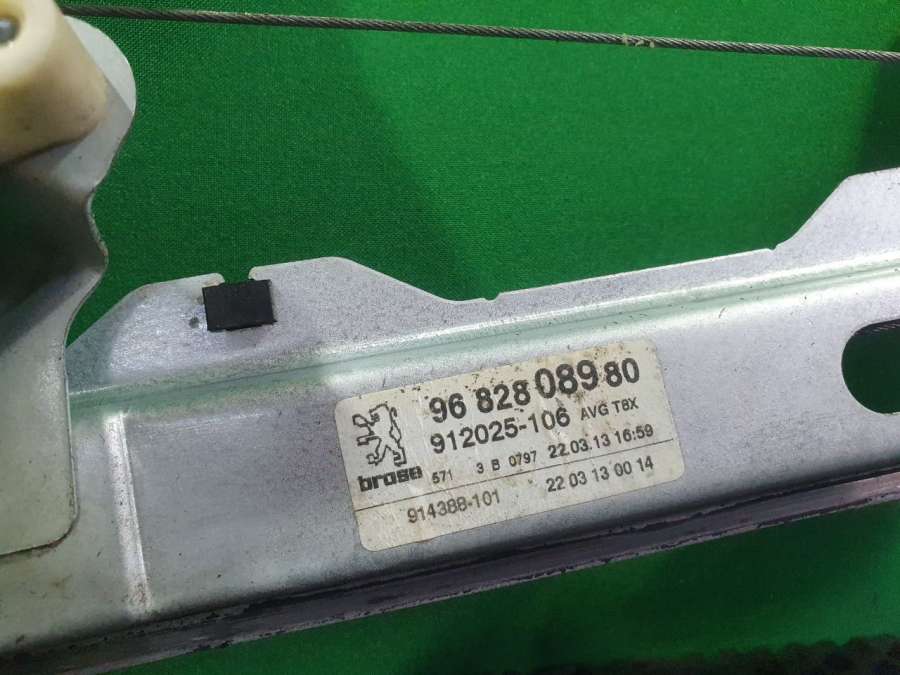 96 828 089 80
912025-106 AVG T8X
brose 571 3 B 0797 22.03.13 16:59
914388-101 22 03 13 00 14